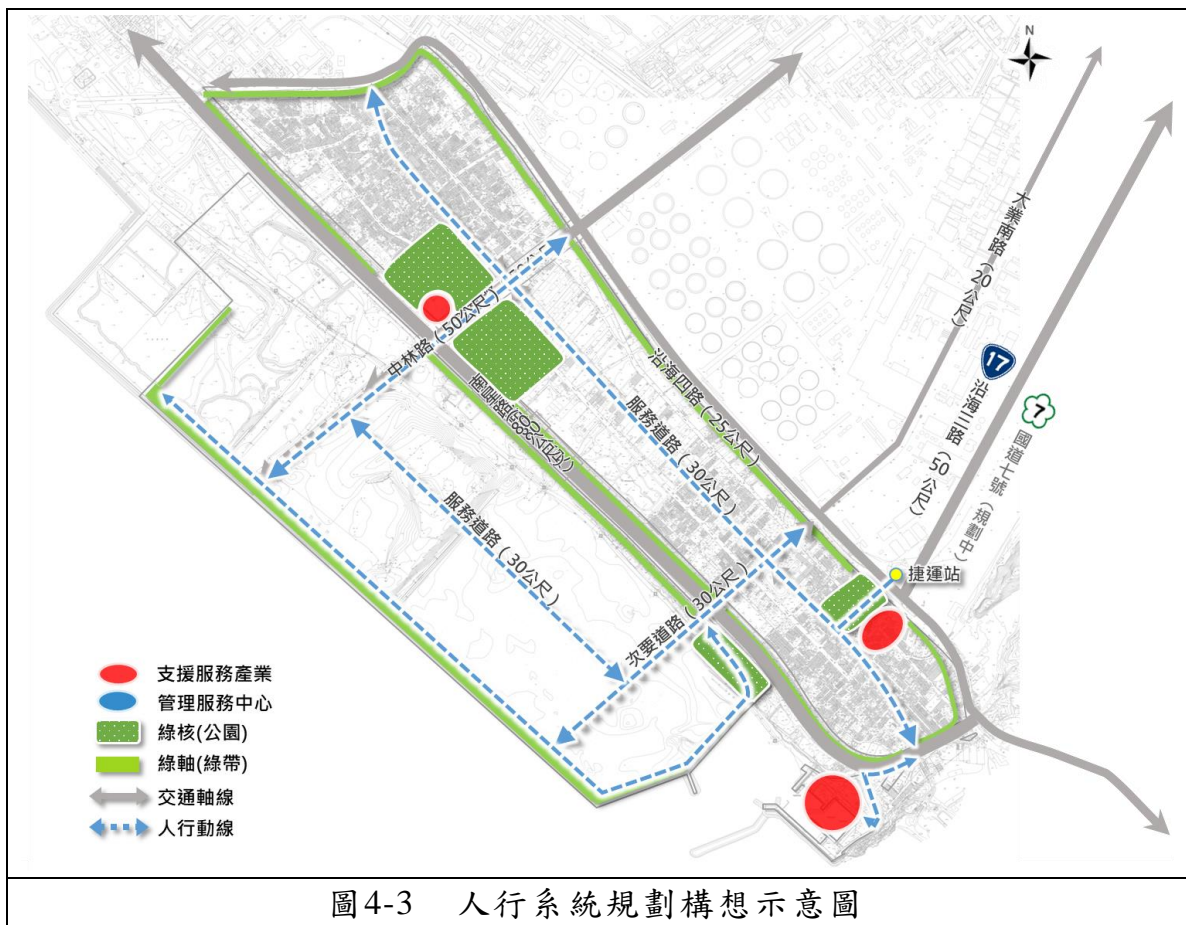 N
大業南路（20公尺）
17
沿海三路（50公尺）
7
國道七號（規劃中）
中林路（50公尺）
沿海四路（25公尺）
服務道路（30公尺）
服務道路（30公尺）
次要道路（30公尺）
捷運站
支援服務產業
管理服務中心
綠核(公園)
綠軸(綠帶)
交通軸線
人行動線
圖4-3 人行系統規劃構想示意圖